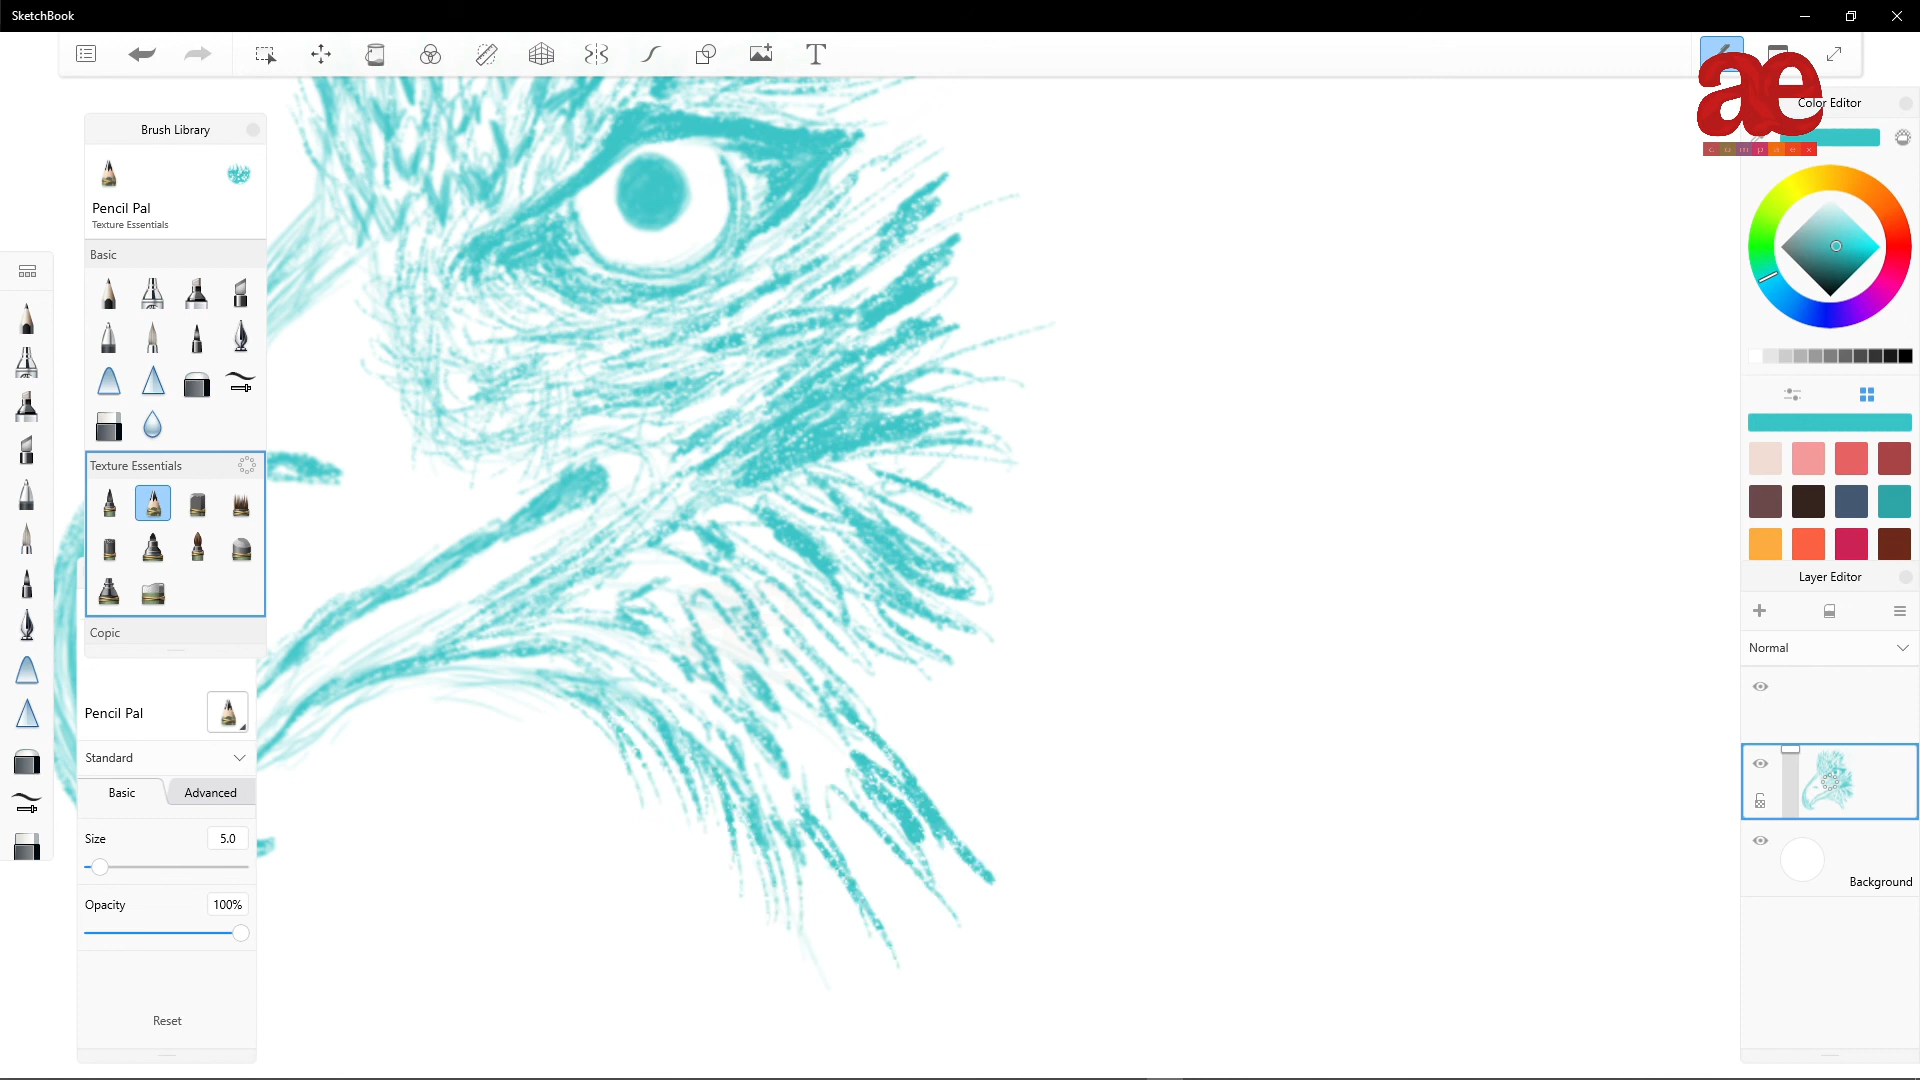 SketchBook
T
æ
complex
Color Editor
Brush Library
Pencil Pal
Texture Essentials
Basic
Texture Essentials
Copic
Pencil Pal
Standard
Basic
Advanced
Size
5.0
Opacity
100%
Reset
Layer Editor
Normal
Background